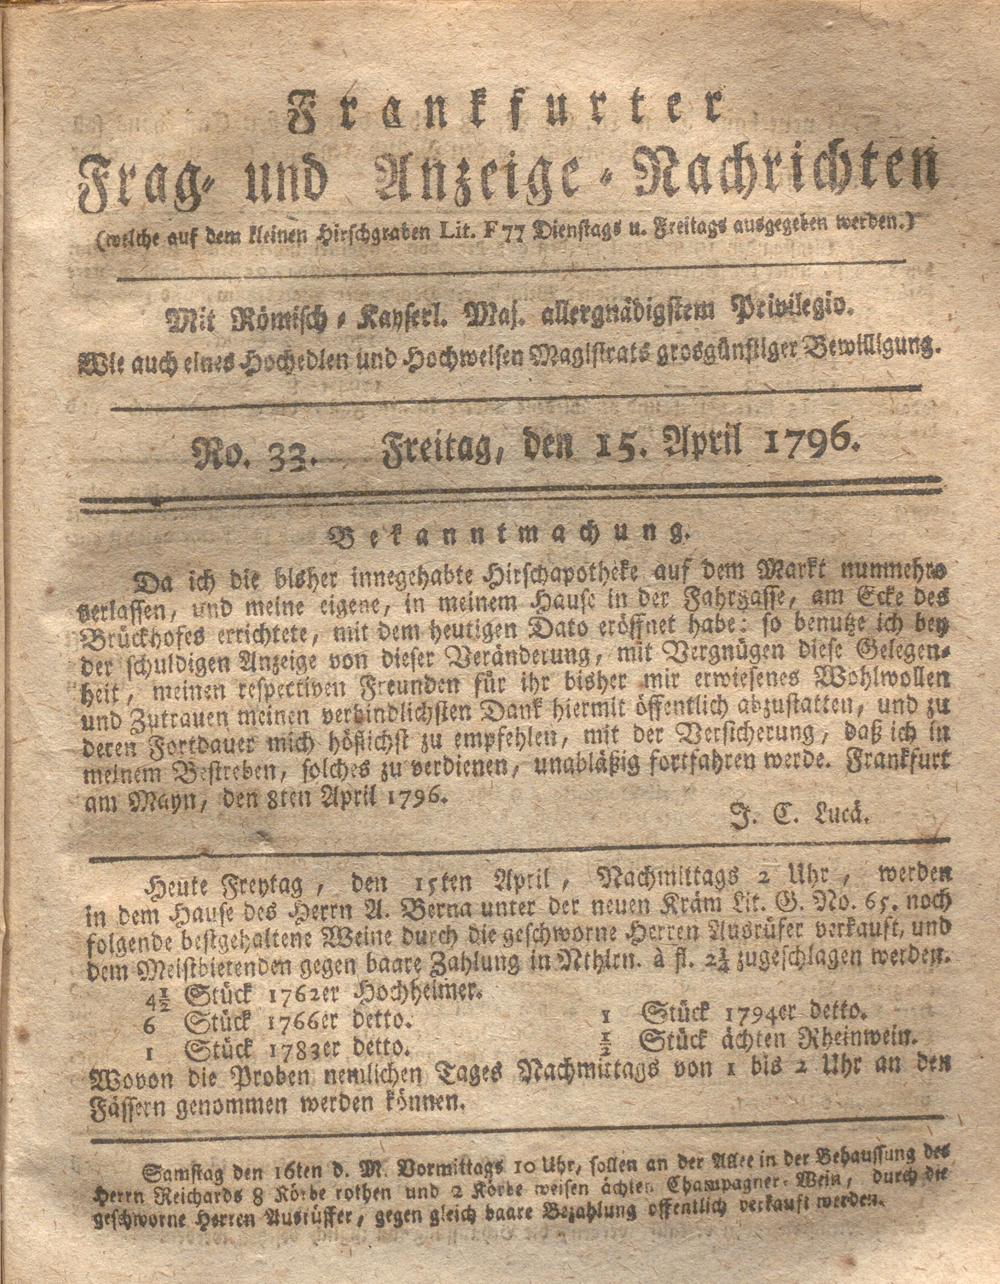 Frankfurter
Frag- und Anzeige-Nachrichten
(welche auf dem kleinen Hirschgraben Lit. F 77 Dienstags u. Freitags ausgegeben werden.)
Mit Römisch-Kayserl. Maj. allergnädigstem Privilegio.
Wie auch eines Hochedlen und Hochweisen Magistrats grosgünstiger Bewilligung.
No. 33. Freitag, den 15. April 1796.
Bekanntmachung.
Da ich die bisher innegehabte Hirschapotheke auf dem Markt nunmehro
verlassen, und meine eigene, in meinem Hause in der Fahrgasse, am Ecke des
Brückhofes errichtete, mit dem heutigen Dato eröffnet habe: so benutze ich bey
der schuldigen Anzeige von dieser Veränderung, mit Vergnügen diese Gelegen-
heit, meinen respectiven Freunden für ihr bisher mir erwiesenes Wohlwollen
und Zutrauen meinen verbindlichsten Dank hiermit öffentlich abzustatten, und zu
deren Fortdauer mich höflichst zu empfehlen, mit der Versicherung, daß ich in
meinem Bestreben, solches zu verdienen, unabläßig fortfahren werde. Frankfurt
am Mayn, den 8ten April 1796.
J. C. Lucä.
Heute Freytag, den 15ten April, Nachmittags 2 Uhr, werden
in dem Hause des Herrn A. Berna unter der neuen Kräm Lit. G. No. 65. noch
folgende bestgehaltene Weine durch die geschworne Herren Ausrüfer verkauft, und
dem Meistbietenden gegen baare Zahlung in Rthlrn. à fl. 2¾ zugeschlagen werden.
4½ Stück 1762er Hochheimer.
6 Stück 1766er detto. 1 Stück 1794er detto.
1 Stück 1783er detto. ½ Stück ächten Rheinwein.
Wovon die Proben nemlichen Tages Nachmittags von 1 bis 2 Uhr an den
Fässern genommen werden können.
Samstag den 16ten d. M. Vormittags 10 Uhr, sollen an der Allee in der Behaussung des
Herrn Reichards 8 Körbe rothen und 2 Körbe weisen ächten Champagner-Wein, durch die
geschworne Herren Ausrüffer, gegen gleich baare Bezahlung öffentlich verkauft werden.